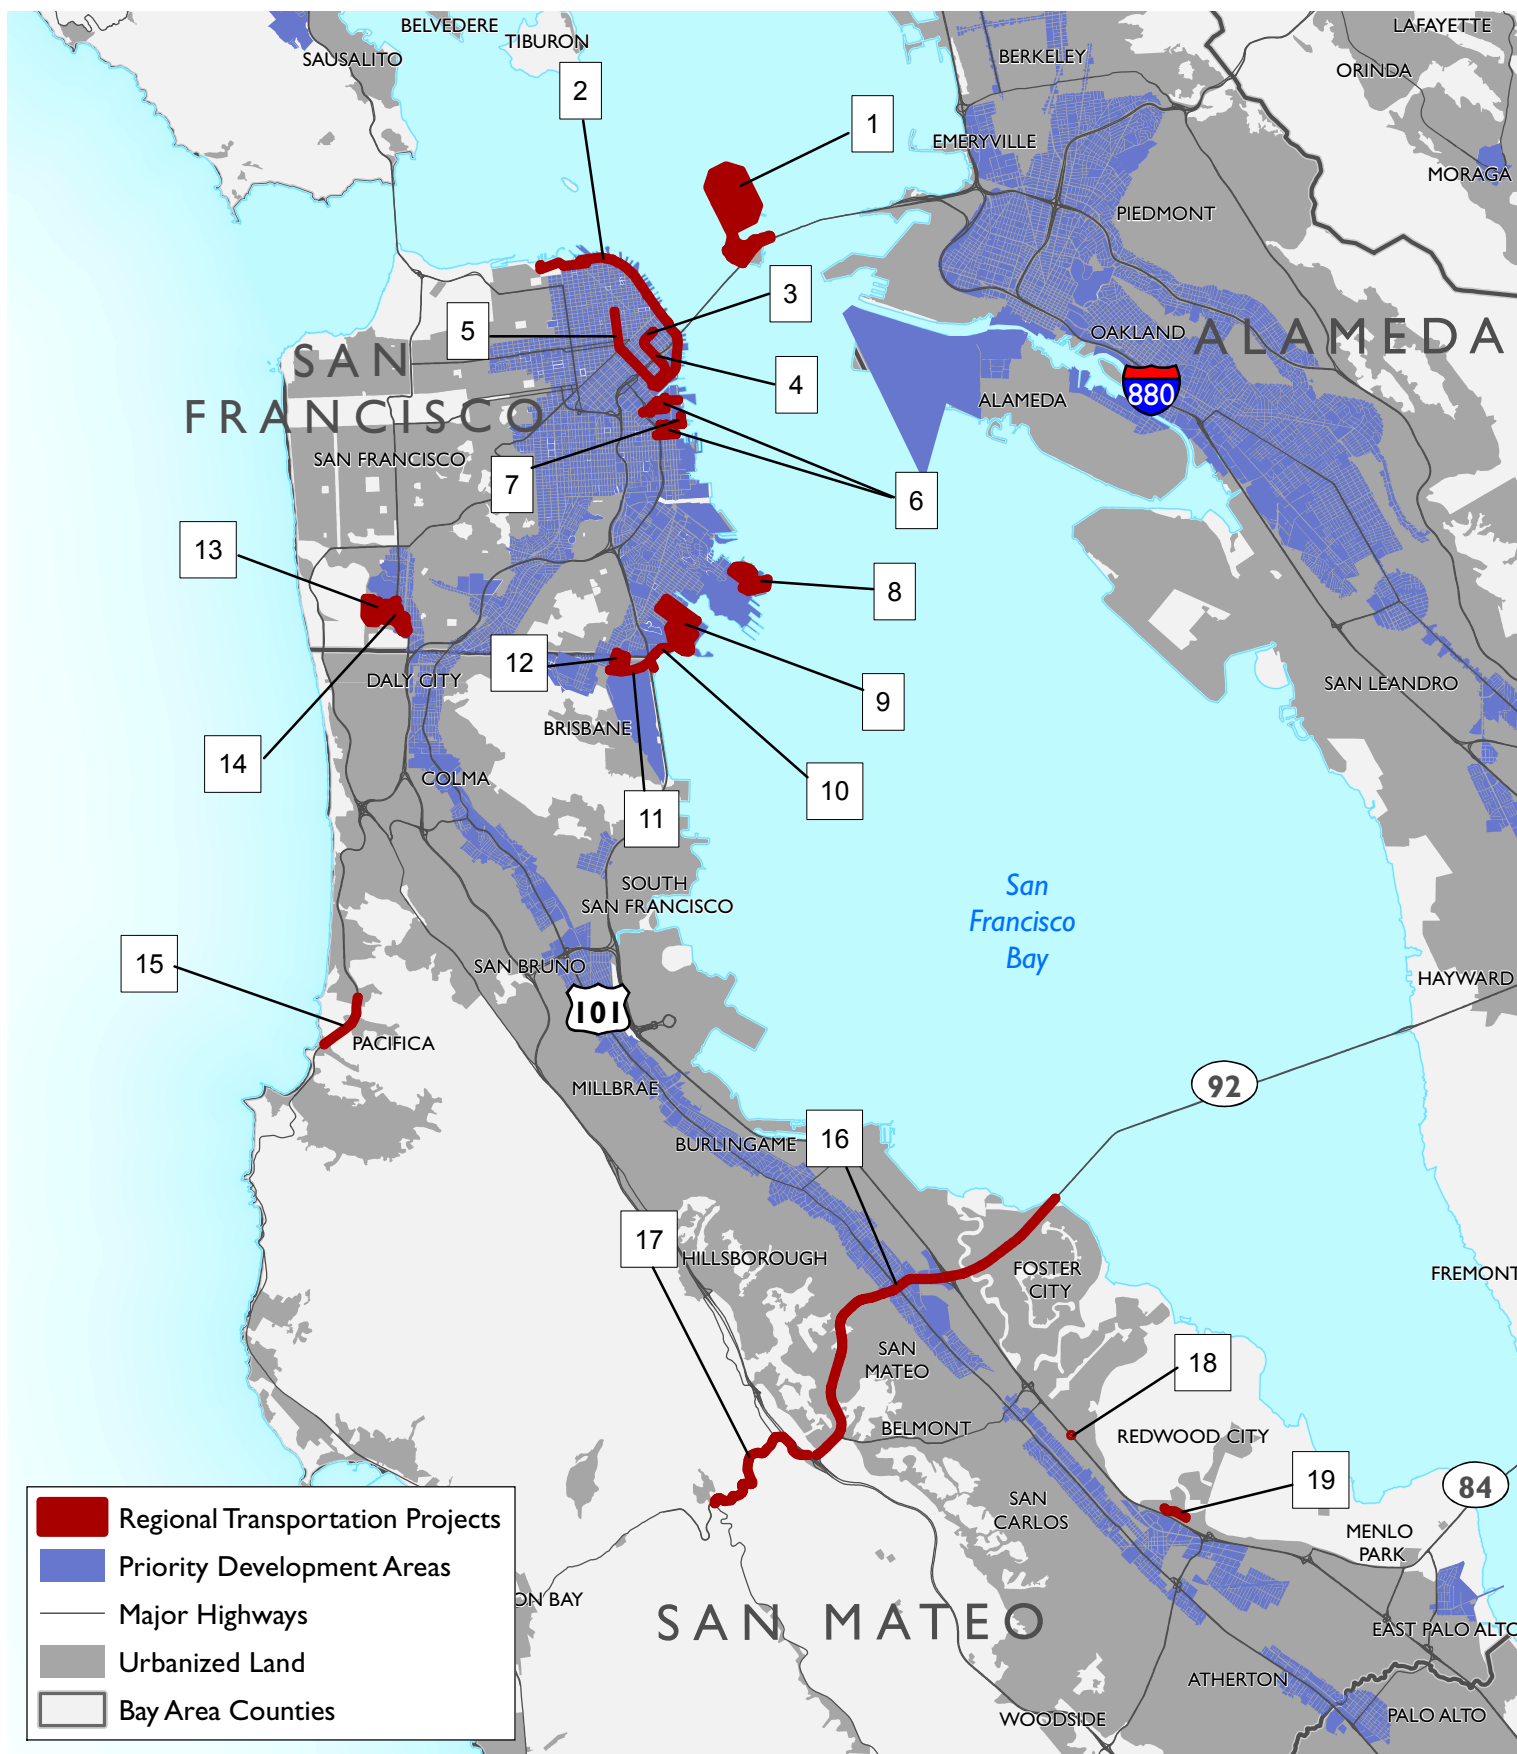 BELVEDERE
TIBURON
SAUSALITO
LAFAYETTE
BERKELEY
ORINDA
2
1
EMERYVILLE
MORAGA
PIEDMONT
3
5
OAKLAND
ALAMEDA
SAN
FRANCISCO
4
880
ALAMEDA
SAN FRANCISCO
7
6
13
8
12
DALY CITY
SAN LEANDRO
9
BRISBANE
14
COLMA
10
11
SOUTH
SAN FRANCISCO
San
Francisco
Bay
15
SAN BRUNO
HAYWARD
101
PACIFICA
MILLBRAE
92
BURLINGAME
16
17
HILLSBOROUGH
FOSTER
CITY
FREMONT
SAN
MATEO
18
BELMONT
REDWOOD CITY
19
84
SAN
CARLOS
MENLO
PARK
ON BAY
SAN MATEO
EAST PALO ALTO
ATHERTON
PALO ALTO
WOODSIDE
Regional Transportation Projects
Priority Development Areas
Major Highways
Urbanized Land
Bay Area Counties